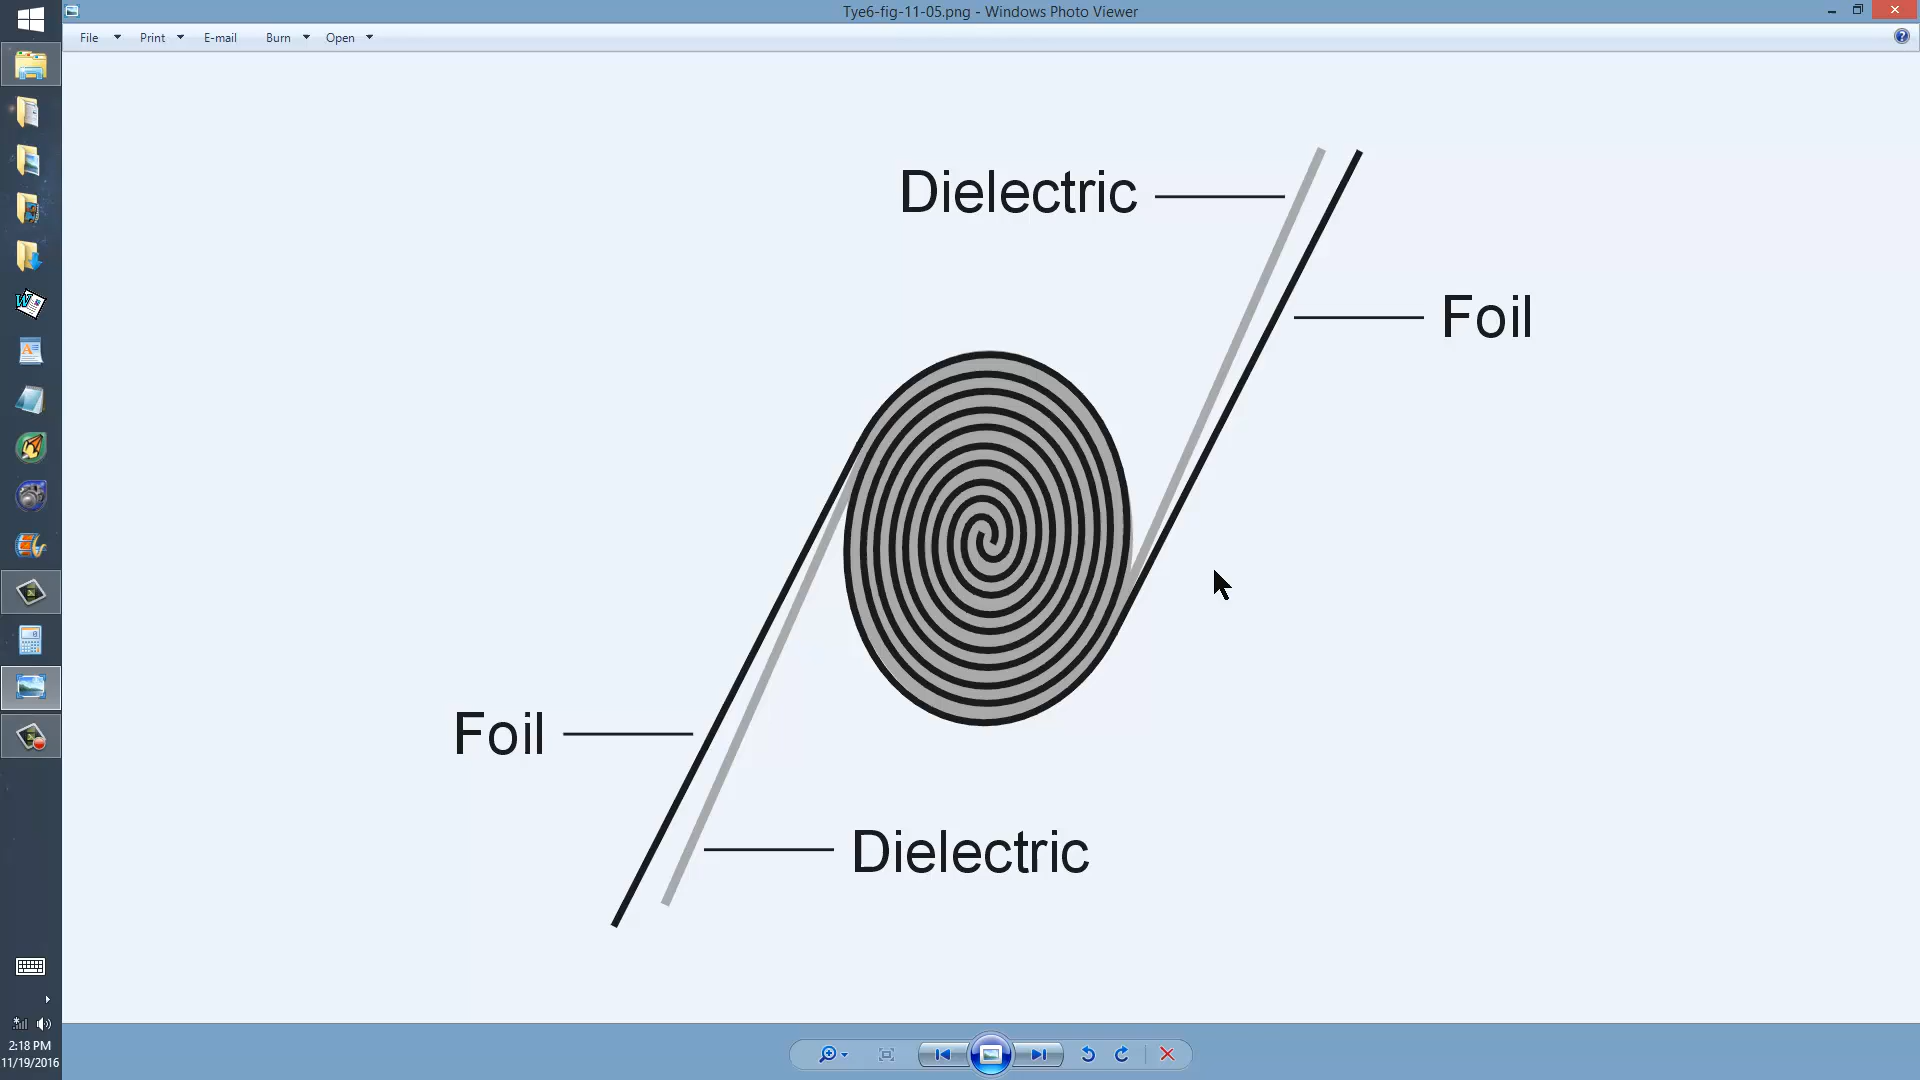 Tye6-fig-11-05.png - Windows Photo Viewer
File Print E-mail Burn Open
Dielectric
Foil
Foil
Dielectric
2:18 PM
11/19/2016